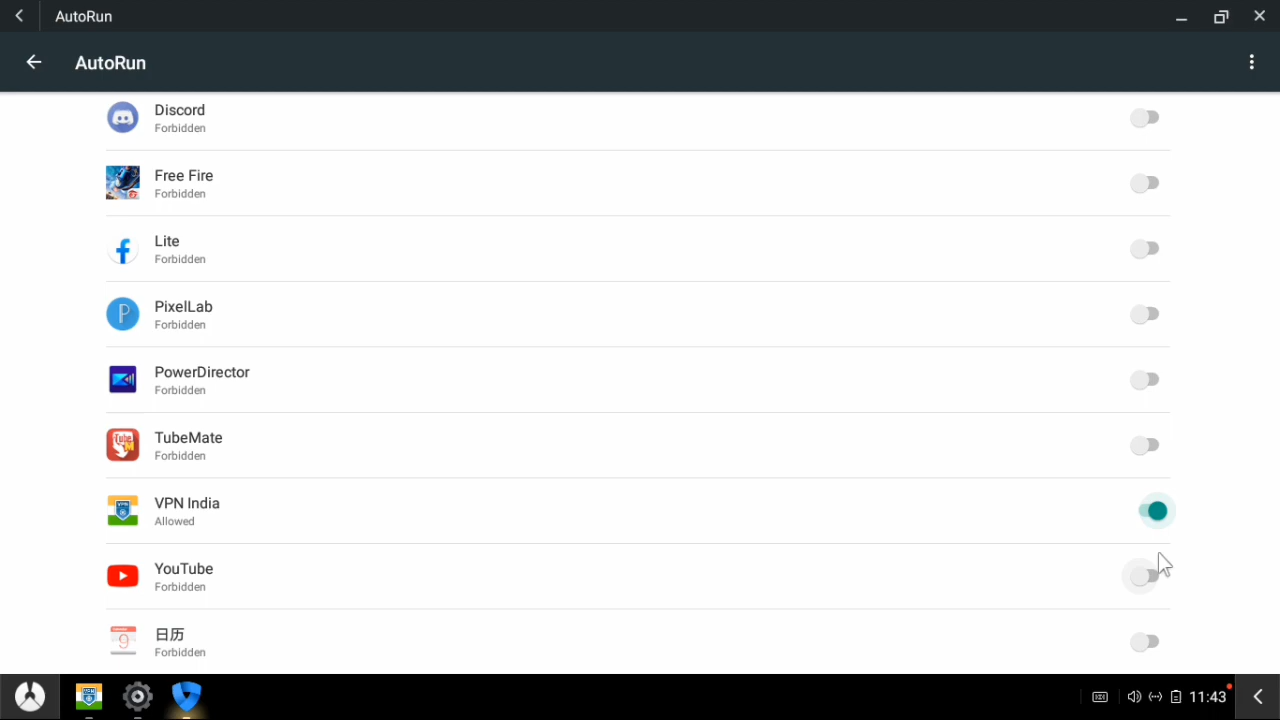 AutoRun
AutoRun
Discord
Forbidden
Free Fire
Forbidden
Lite
Forbidden
PixelLab
Forbidden
PowerDirector
Forbidden
TubeMate
Forbidden
VPN India
Allowed
YouTube
Forbidden
9
日历
Forbidden
11:43